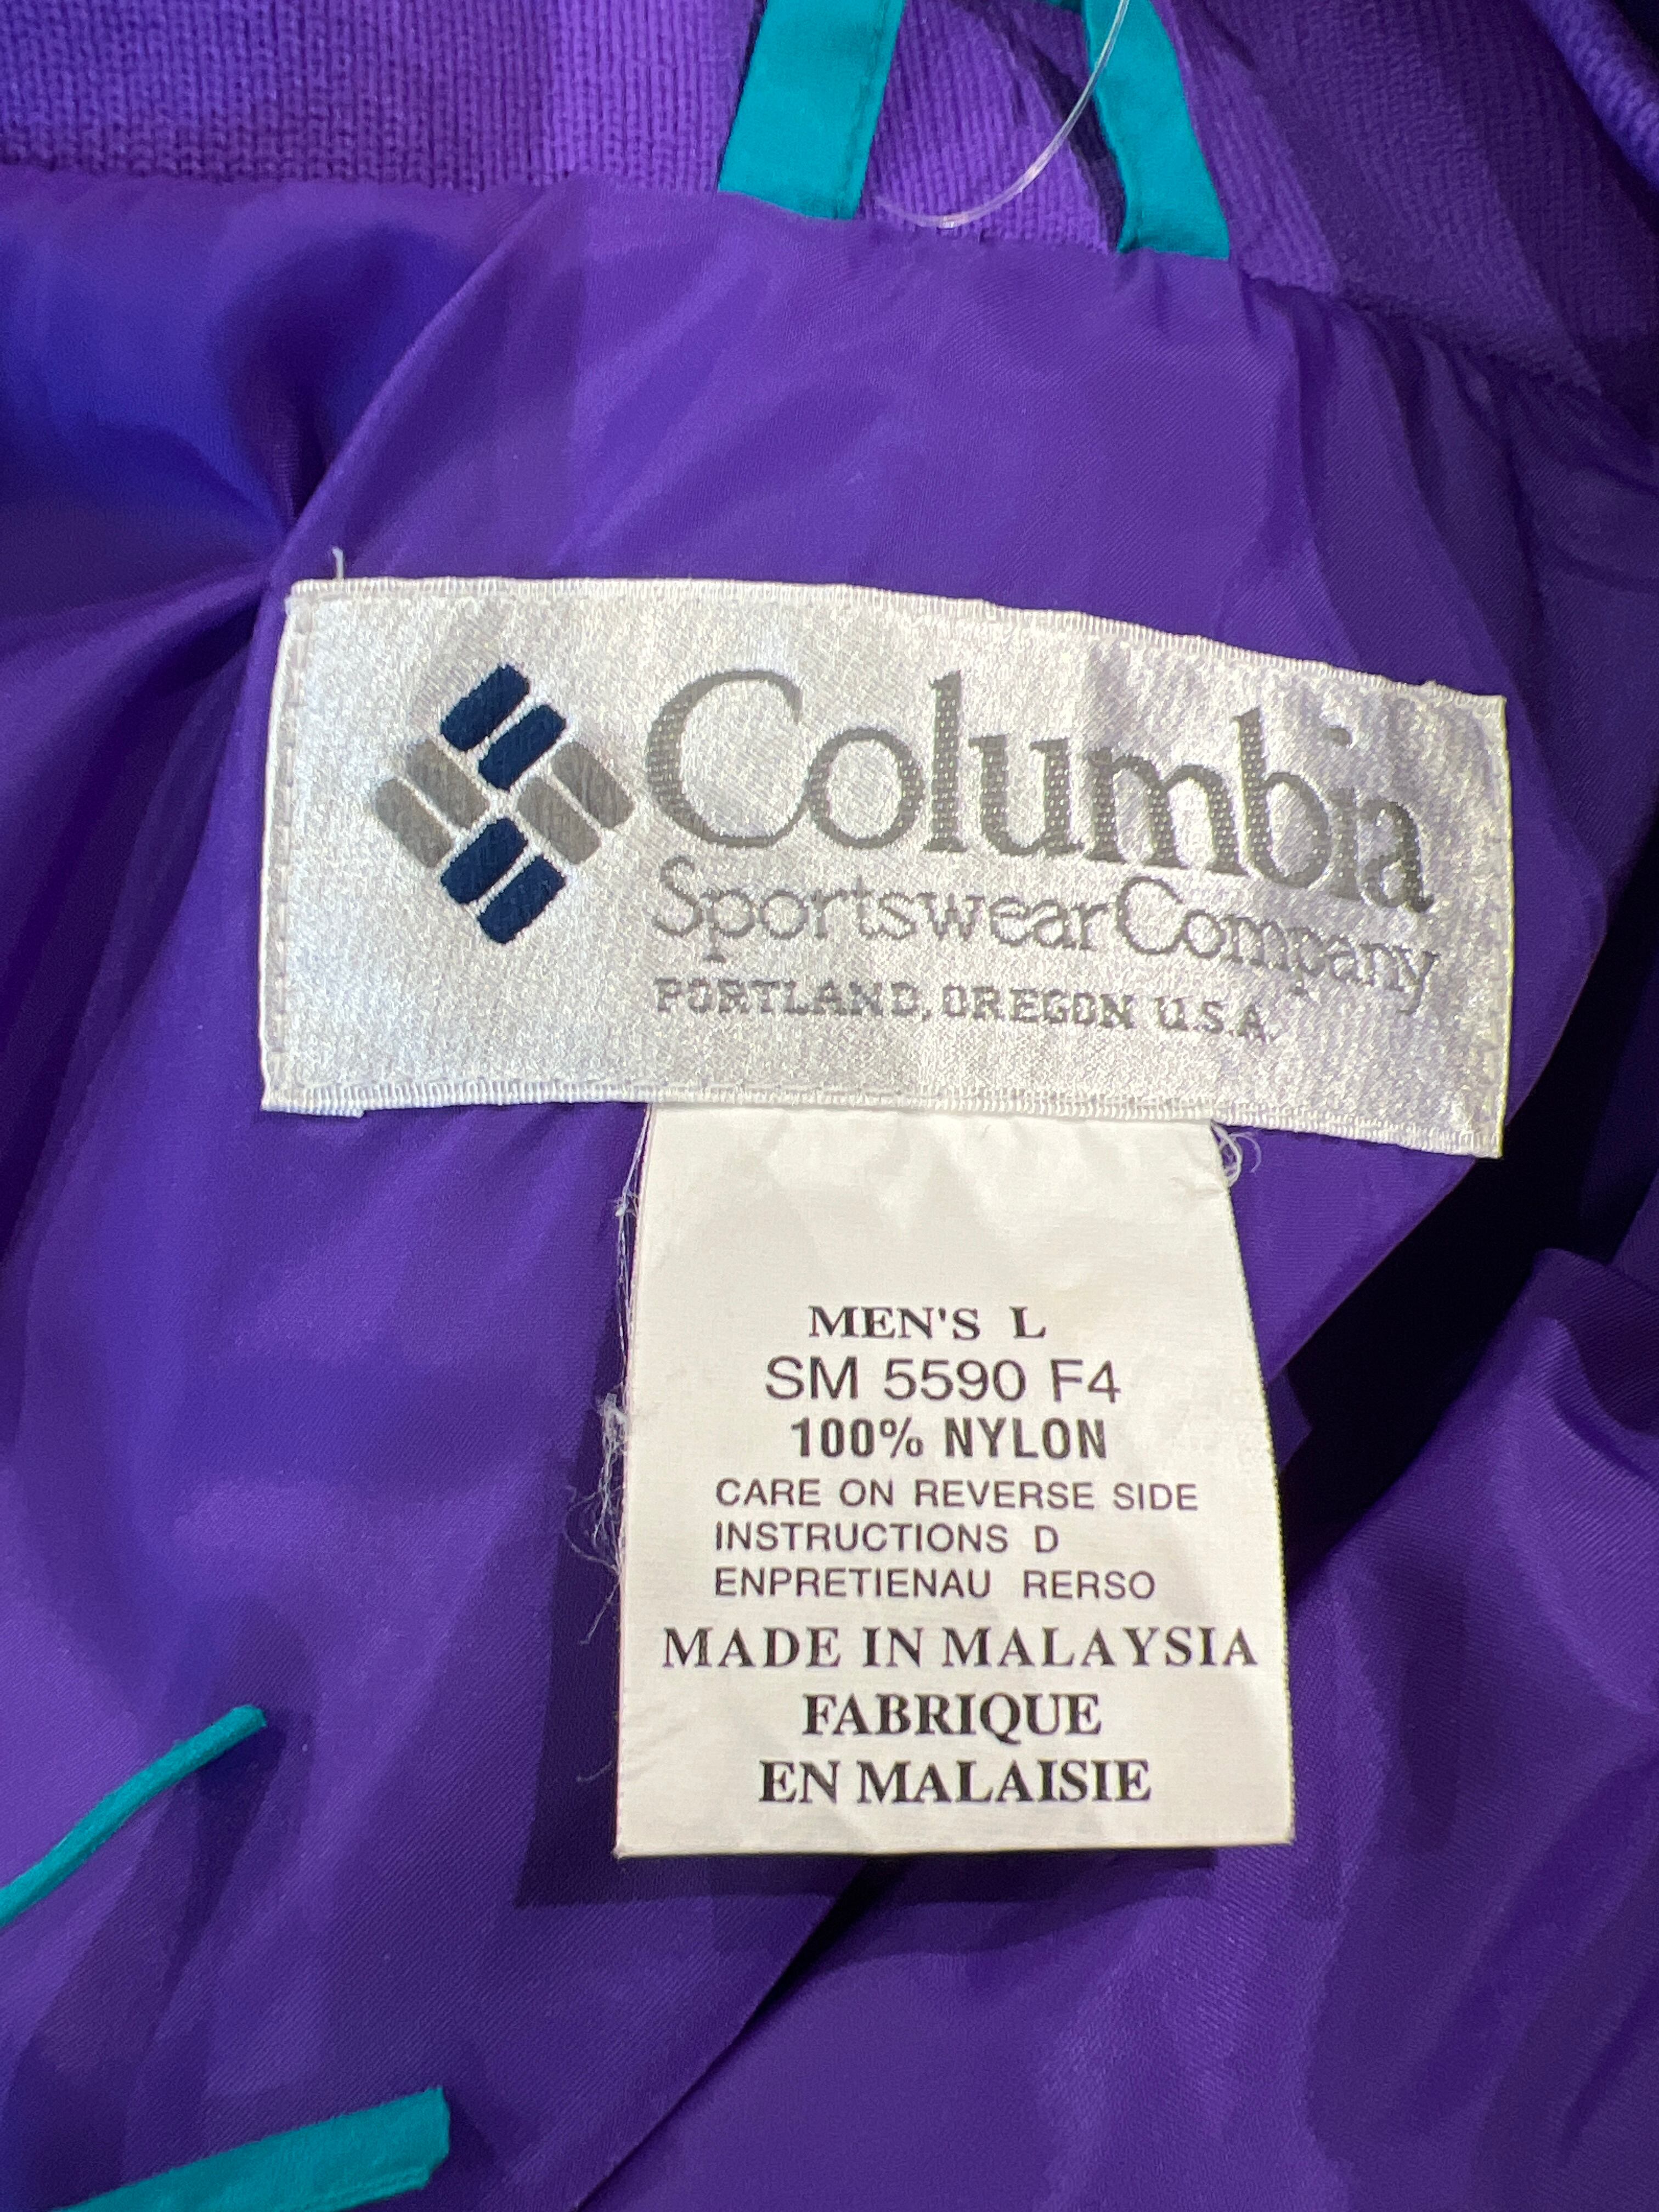 Columbia
Sportswear Company
PORTLAND, OREGON U.S.A.
MEN'S L
SM 5590 F4
100% NYLON
CARE ON REVERSE SIDE
INSTRUCTIONS D
ENPRETIENAU RERSO
MADE IN MALAYSIA
FABRIQUE
EN MALAISIE